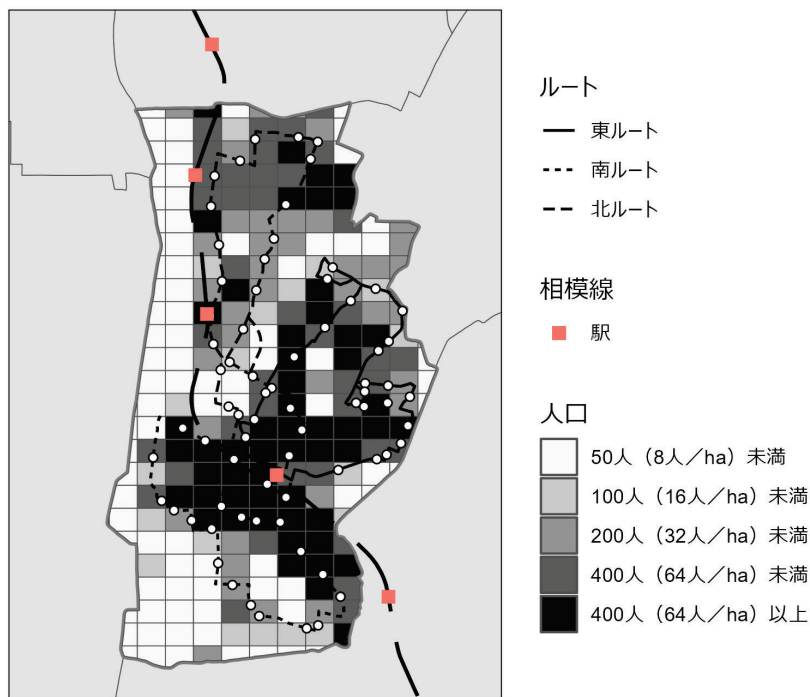 ルート
東ルート
南ルート
北ルート
相模線
駅
人口
50人（8人／ha）未満
100人（16人／ha）未満
200人（32人／ha）未満
400人（64人／ha）未満
400人（64人／ha）以上